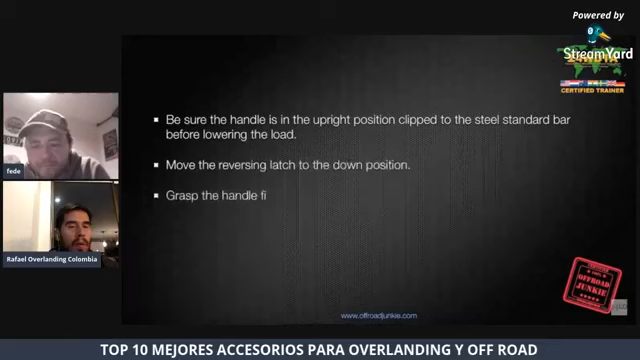 Powered by
StreamYard
CERTIFIED TRAINER
Be sure the handle is in the upright position clipped to the steel standard bar
before lowering the load.
Move the reversing latch to the down position.
Grasp the handle fi
fede
Rafael Overlanding Colombia
OFFROAD
JUNKIE
www.offroadjunkie.com
TOP 10 MEJORES ACCESORIOS PARA OVERLANDING Y OFF ROAD